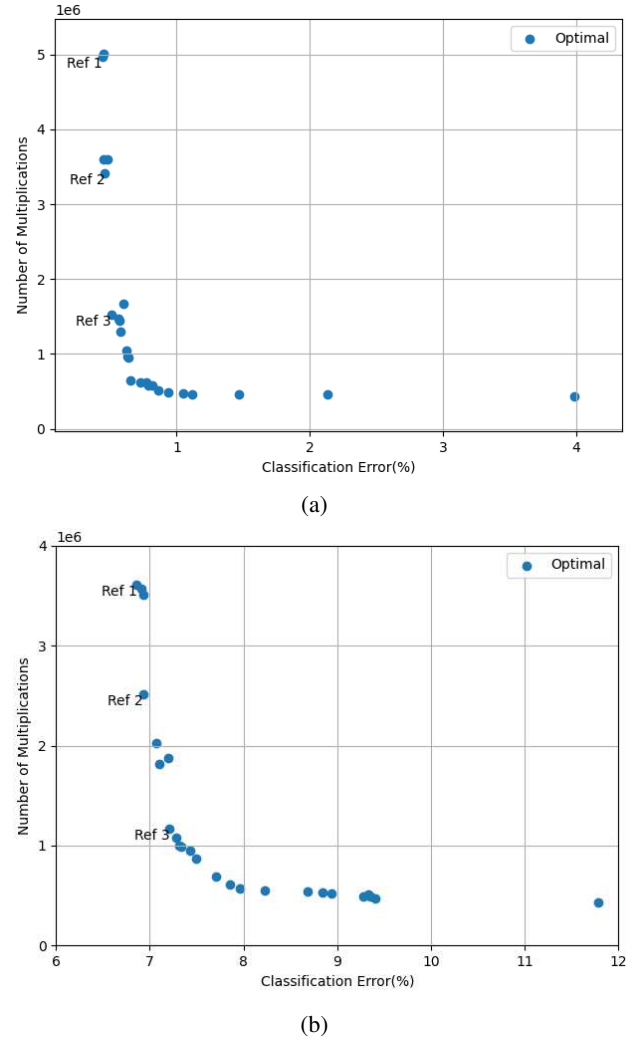 1e6
Optimal
5
Ref 1
4
Ref 2
3
2
Ref 3
1
0
Number of Multiplications
1 2 3 4
Classification Error(%)
(a)
1e6
4
Optimal
Ref 1
3
Ref 2
2
Ref 3
1
0
Number of Multiplications
6 7 8 9 10 11 12
Classification Error(%)
(b)